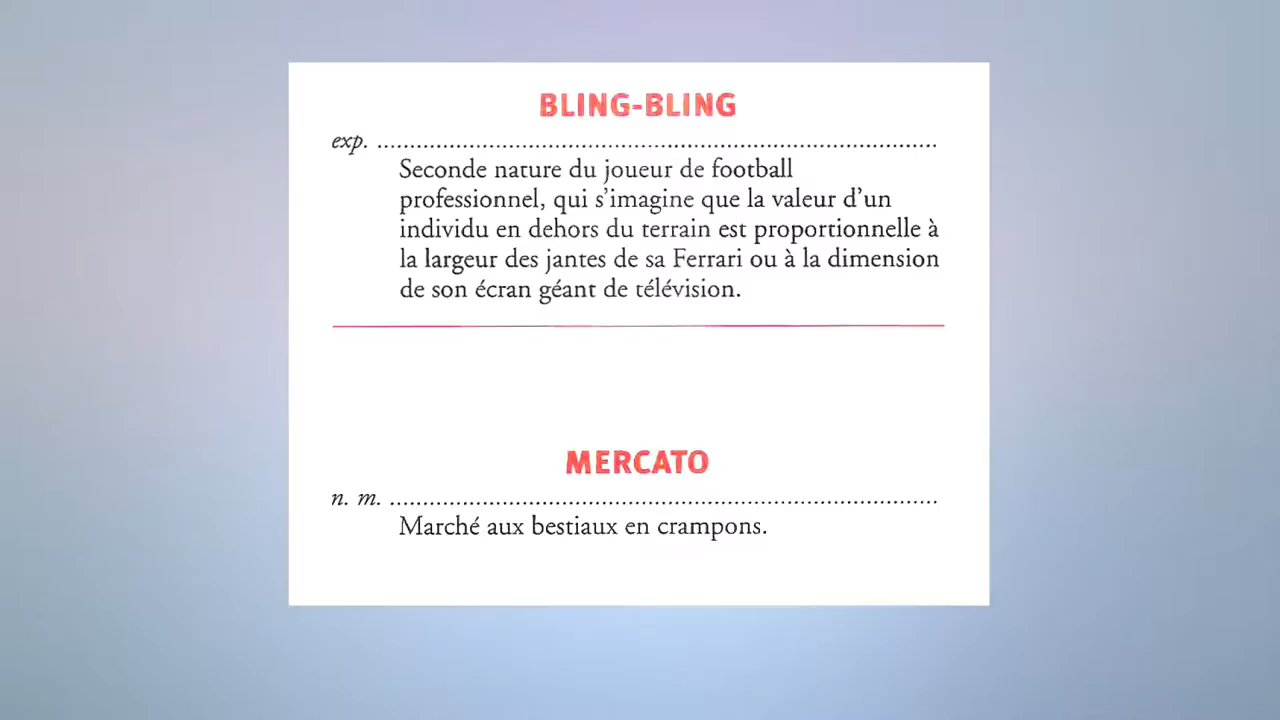 BLING-BLING
exp. ..............................................................................
Seconde nature du joueur de football
professionnel, qui s'imagine que la valeur d'un
individu en dehors du terrain est proportionnelle à
la largeur des jantes de sa Ferrari ou à la dimension
de son écran géant de télévision.
MERCATO
n. m. ..............................................................................
Marché aux bestiaux en crampons.